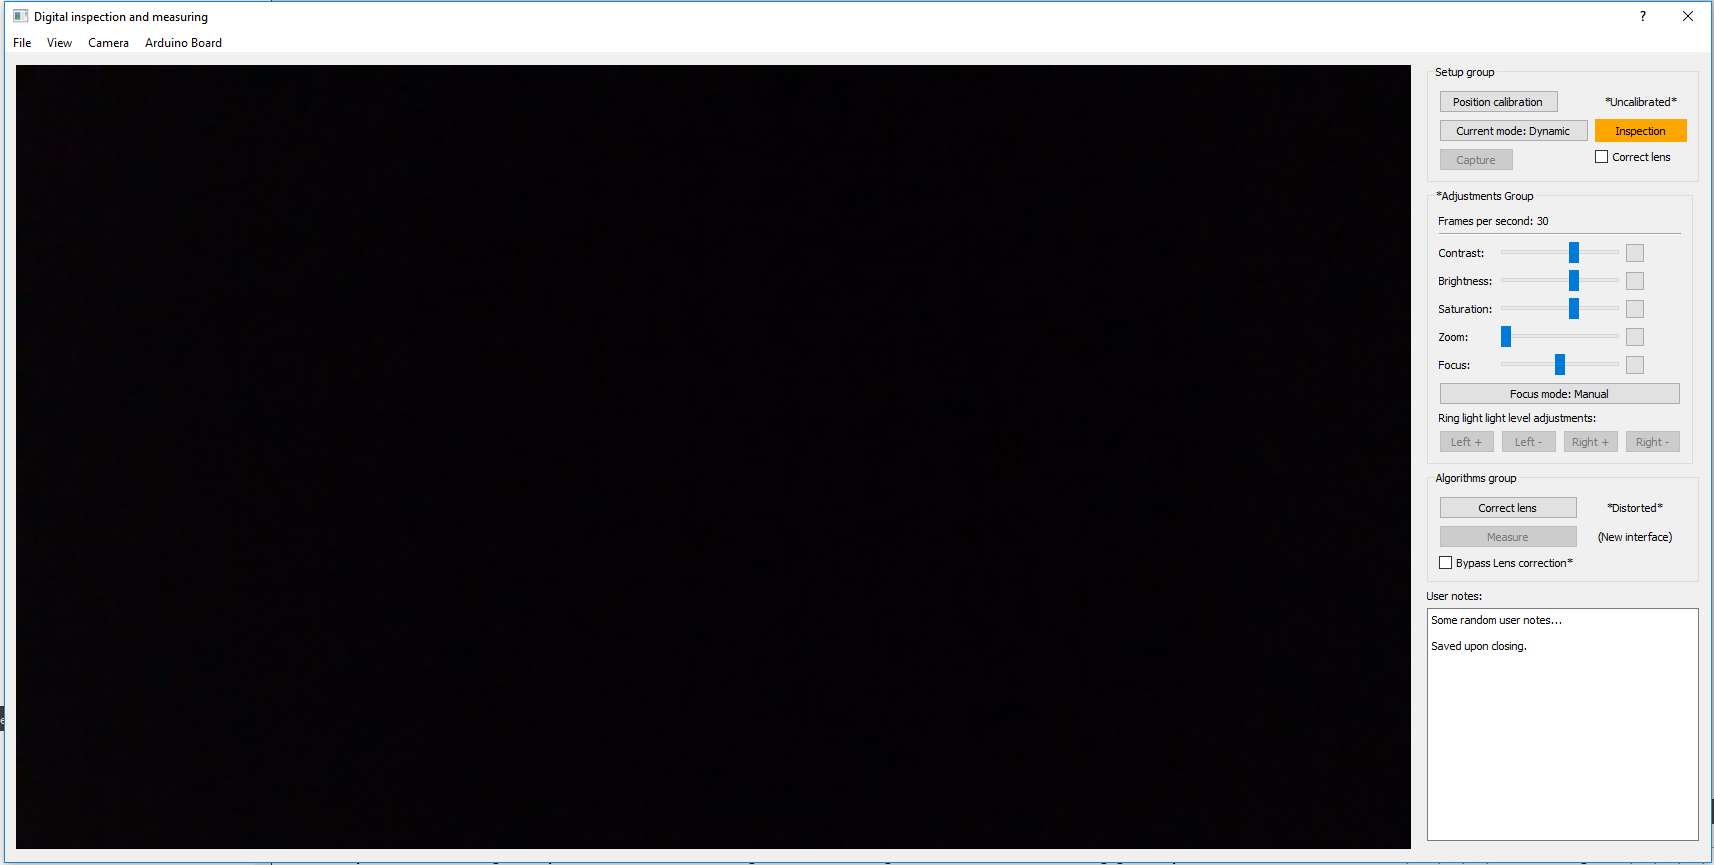 Digital inspection and measuring
?
File View Camera Arduino Board
Setup group
Position calibration *Uncalibrated*
Current mode: Dynamic Inspection
Capture Correct lens
*Adjustments Group
Frames per second: 30
Contrast:
Brightness:
Saturation:
Zoom:
Focus:
Focus mode: Manual
Ring light light level adjustments:
Left + Left - Right + Right -
Algorithms group
Correct lens *Distorted*
Measure (New interface)
Bypass Lens correction*
User notes:
Some random user notes...
Saved upon closing.